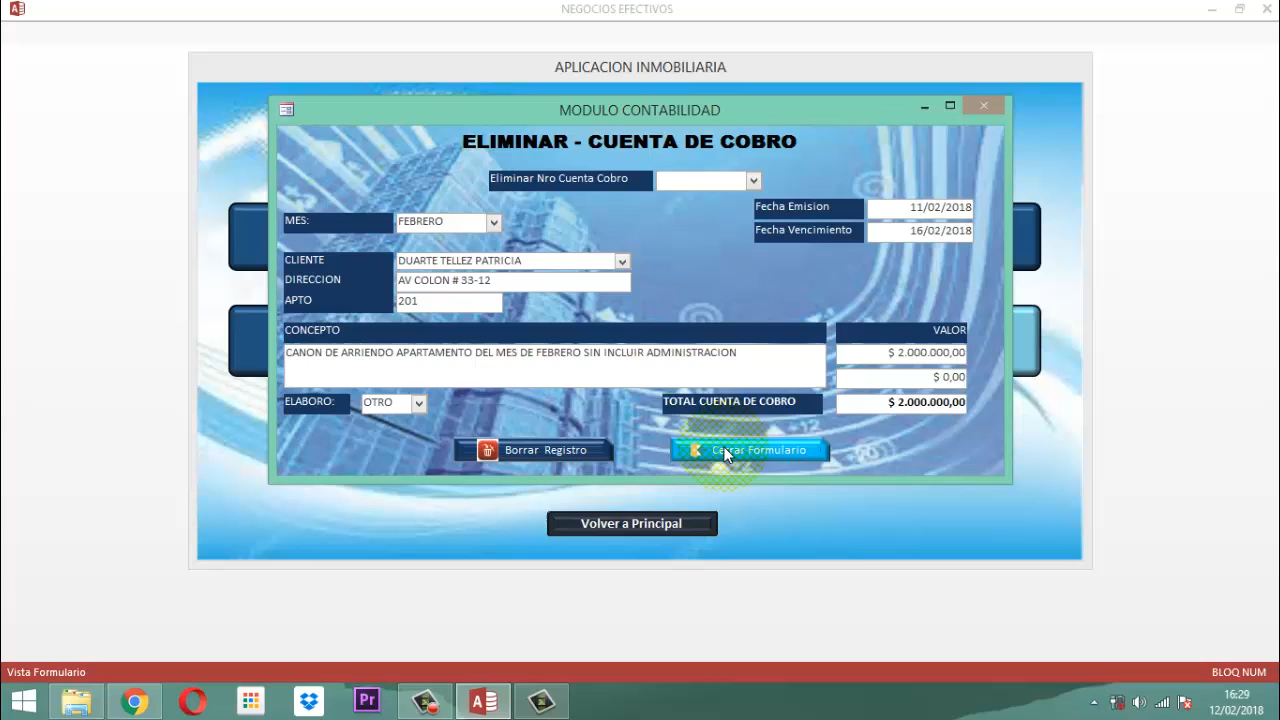 NEGOCIOS EFECTIVOS
APLICACION INMOBILIARIA
MODULO CONTABILIDAD
ELIMINAR - CUENTA DE COBRO
Eliminar Nro Cuenta Cobro
Fecha Emision 11/02/2018
MES: FEBRERO
Fecha Vencimiento 16/02/2018
CLIENTE DUARTE TELLEZ PATRICIA
DIRECCION AV COLON # 33-12
APTO 201
CONCEPTO VALOR
CANON DE ARRIENDO APARTAMENTO DEL MES DE FEBRERO SIN INCLUIR ADMINISTRACION $ 2.000.000,00
$ 0,00
ELABORO: OTRO TOTAL CUENTA DE COBRO $ 2.000.000,00
Borrar Registro Cerrar Formulario
Volver a Principal
Vista Formulario BLOQ NUM
Pr
16:29
12/02/2018